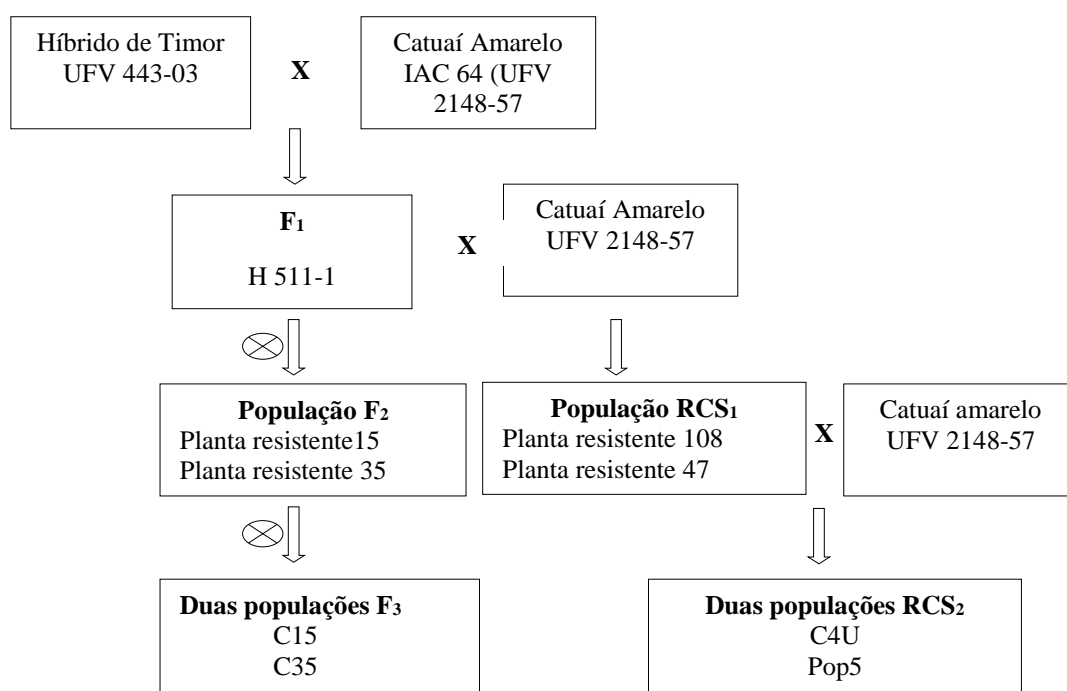 Híbrido de Timor
UFV 443-03
X
Catuaí Amarelo
IAC 64 (UFV
2148-57
F1
H 511-1
X
Catuaí Amarelo
UFV 2148-57
População F2
Planta resistente15
Planta resistente 35
População RCS1
Planta resistente 108
Planta resistente 47
X
Catuaí amarelo
UFV 2148-57
Duas populações F3
C15
C35
Duas populações RCS2
C4U
Pop5